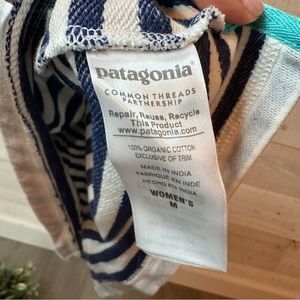 patagonia®
COMMON THREADS
PARTNERSHIP
Repair, Reuse, Recycle
This Product
www.patagonia.com
100% ORGANIC COTTON
EXCLUSIVE OF TRIM
MADE IN INDIA
FABRIQUÉ EN INDE
HECHO EN INDIA
WOMEN'S
M